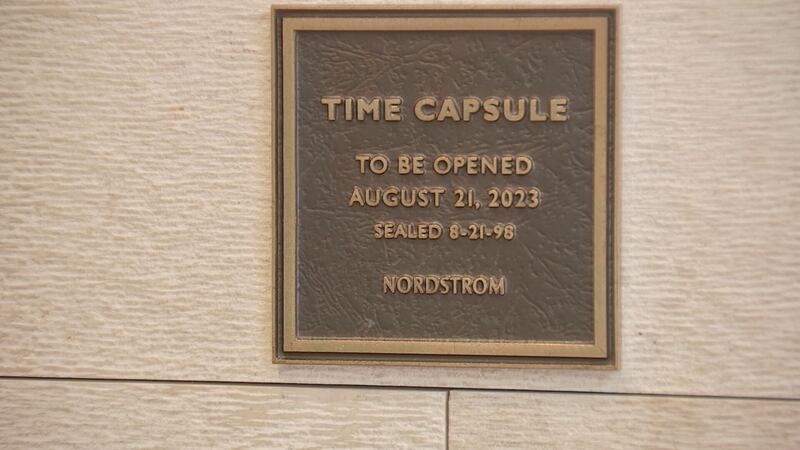 TIME CAPSULE
TO BE OPENED
AUGUST 21, 2023
SEALED 8-21-98
NORDSTROM